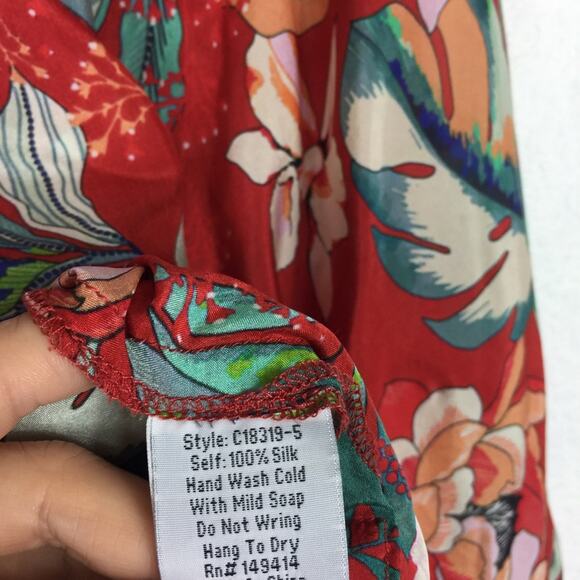 Style: C18319-5
Self: 100% Silk
Hand Wash Cold
With Mild Soap
Do Not Wring
Hang To Dry
Rn# 149414
China